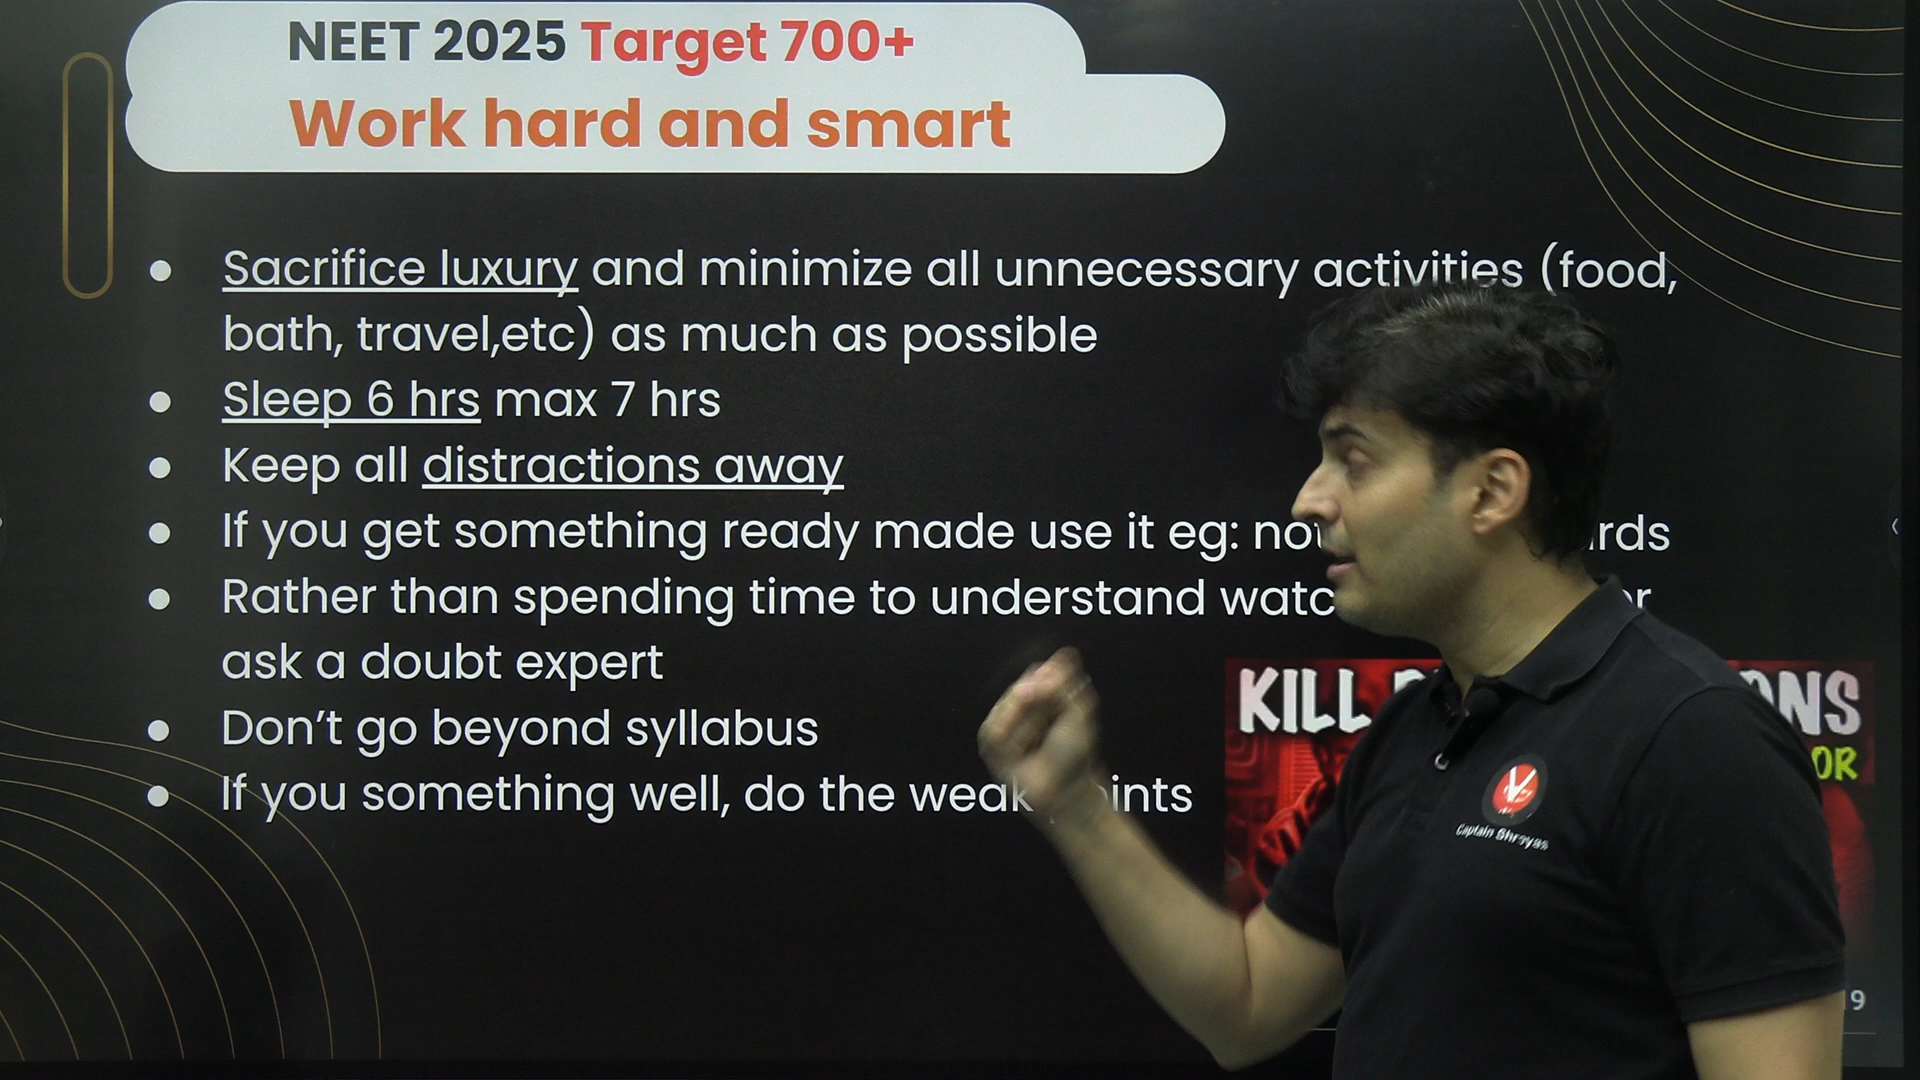 NEET 2025 Target 700+
Work hard and smart
Sacrifice luxury and minimize all unnecessary activities (food,
bath, travel,etc) as much as possible
Sleep 6 hrs max 7 hrs
Keep all distractions away
If you get something ready made use it eg:
Rather than spending time to understand
ask a doubt expert
Don't go beyond syllabus
If you something well, do the weak
KILL
OR
Captain Shreyas
19